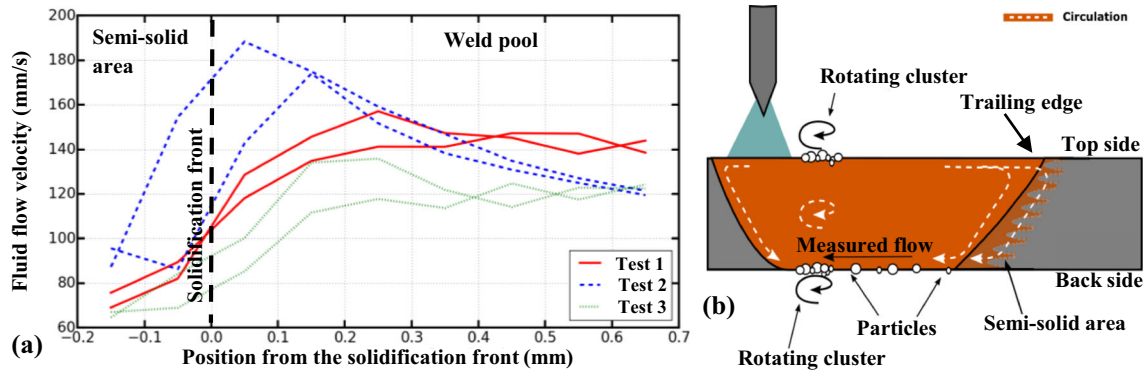 Semi-solid area
Weld pool
Solidification front
Fluid flow velocity (mm/s)
200
180
160
140
120
100
80
60
−0.2 −0.1 0.0 0.1 0.2 0.3 0.4 0.5 0.6 0.7
Position from the solidification front (mm)
Test 1
Test 2
Test 3
(a)
Circulation
Rotating cluster
Trailing edge
Top side
Measured flow
Back side
(b)
Particles
Semi-solid area
Rotating cluster